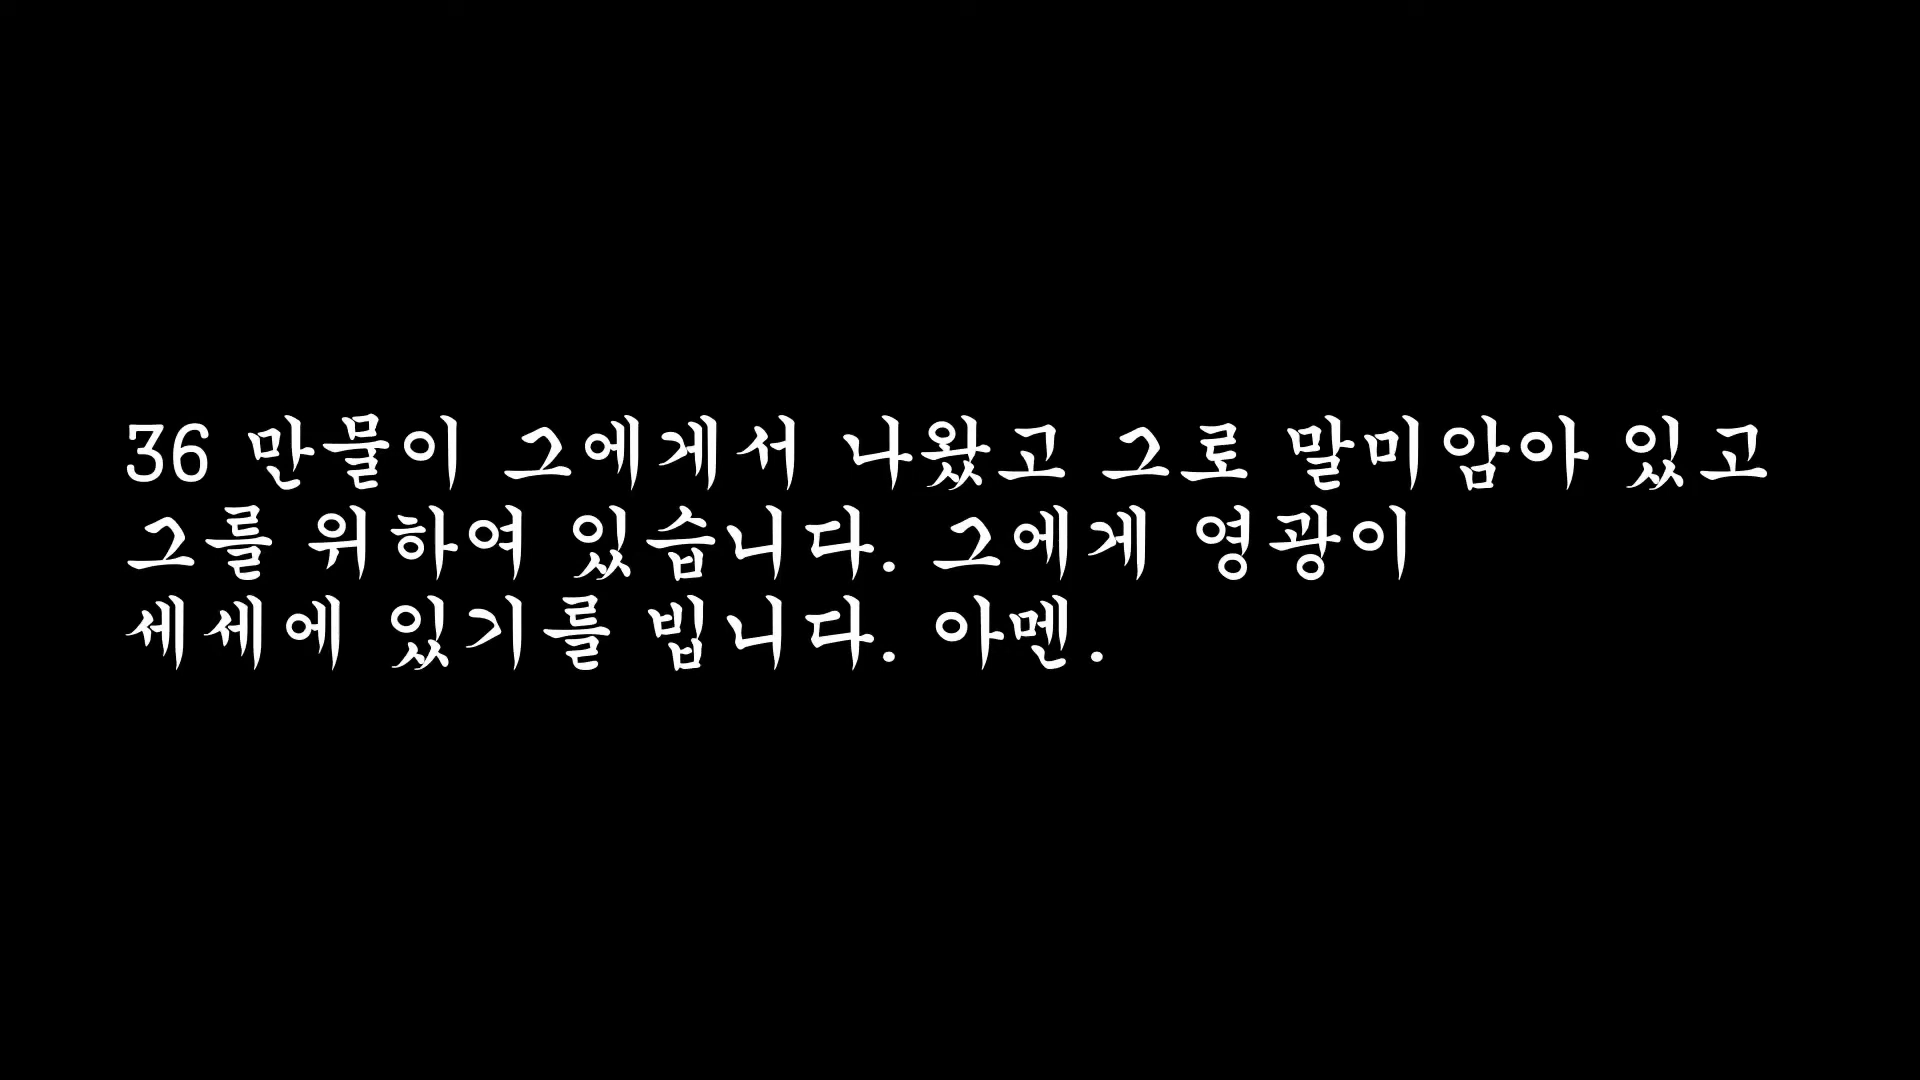 36 만물이 그에게서 나왔고 그로 말미암아 있고
그를 위하여 있습니다. 그에게 영광이
세세에 있기를 빕니다. 아멘.